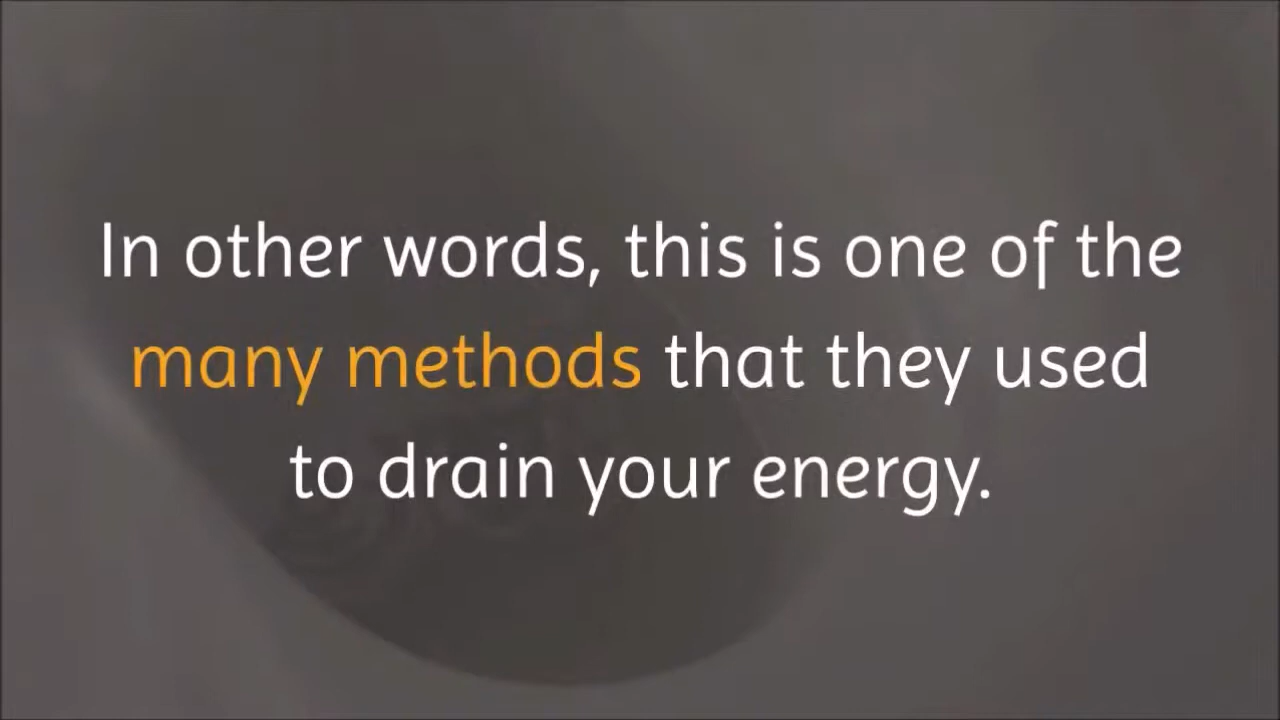 In other words, this is one of the
many methods that they used
to drain your energy.